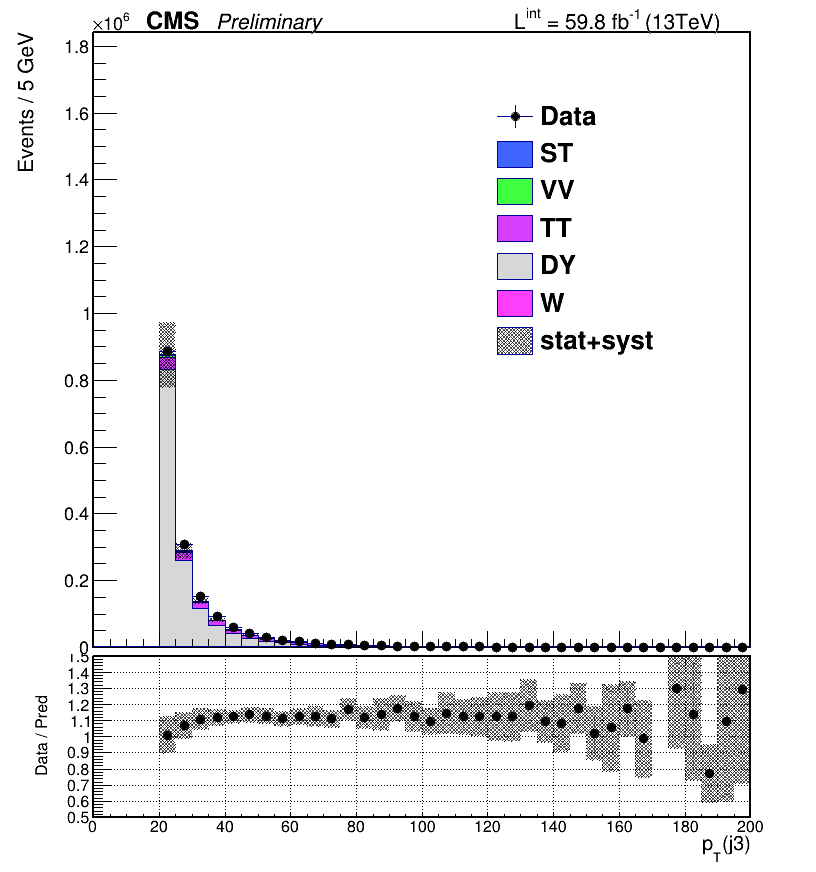 ×10⁶ CMS Preliminary L^int = 59.8 fb⁻¹ (13TeV)
Events / 5 GeV
1.8
1.6
1.4
1.2
1
0.8
0.6
0.4
0.2
0
Data
ST
VV
TT
DY
W
stat+syst
Data / Pred
1.5
1.4
1.3
1.2
1.1
1
0.9
0.8
0.7
0.6
0.5
0 20 40 60 80 100 120 140 160 180 200
p_T(j3)